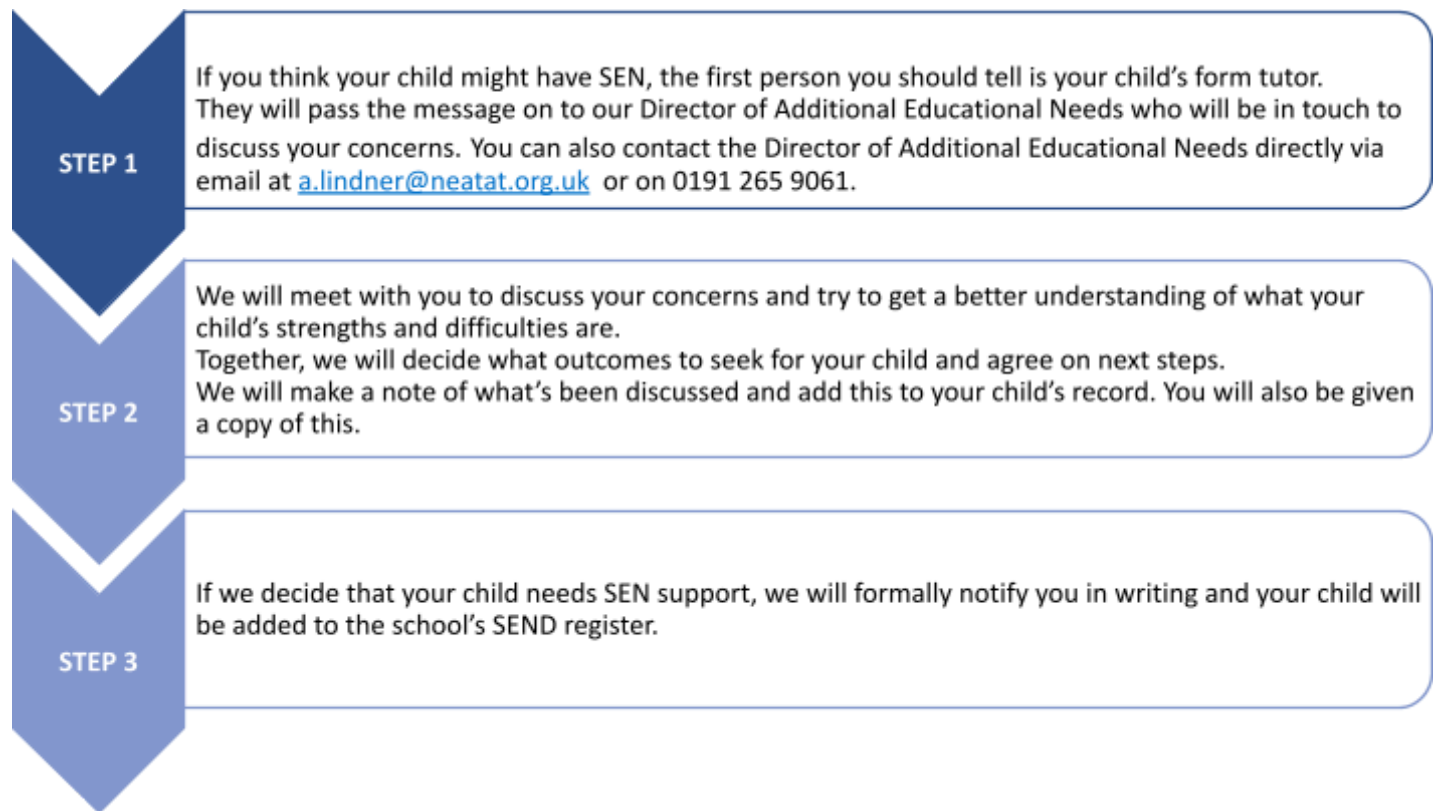 STEP 1
If you think your child might have SEN, the first person you should tell is your child’s form tutor.
They will pass the message on to our Director of Additional Educational Needs who will be in touch to
discuss your concerns. You can also contact the Director of Additional Educational Needs directly via
email at a.lindner@neatat.org.uk or on 0191 265 9061.
STEP 2
We will meet with you to discuss your concerns and try to get a better understanding of what your
child’s strengths and difficulties are.
Together, we will decide what outcomes to seek for your child and agree on next steps.
We will make a note of what’s been discussed and add this to your child’s record. You will also be given
a copy of this.
STEP 3
If we decide that your child needs SEN support, we will formally notify you in writing and your child will
be added to the school’s SEND register.